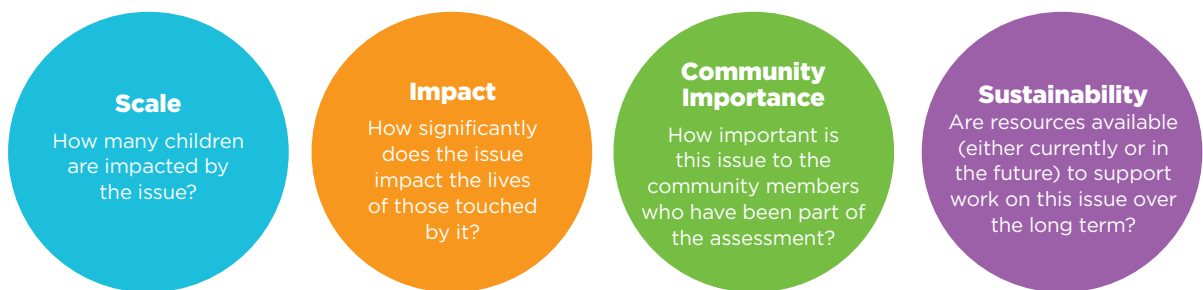 Scale
How many children
are impacted by
the issue?
Impact
How significantly
does the issue
impact the lives
of those touched
by it?
Community
Importance
How important is
this issue to the
community members
who have been part of
the assessment?
Sustainability
Are resources available
(either currently or in
the future) to support
work on this issue over
the long term?